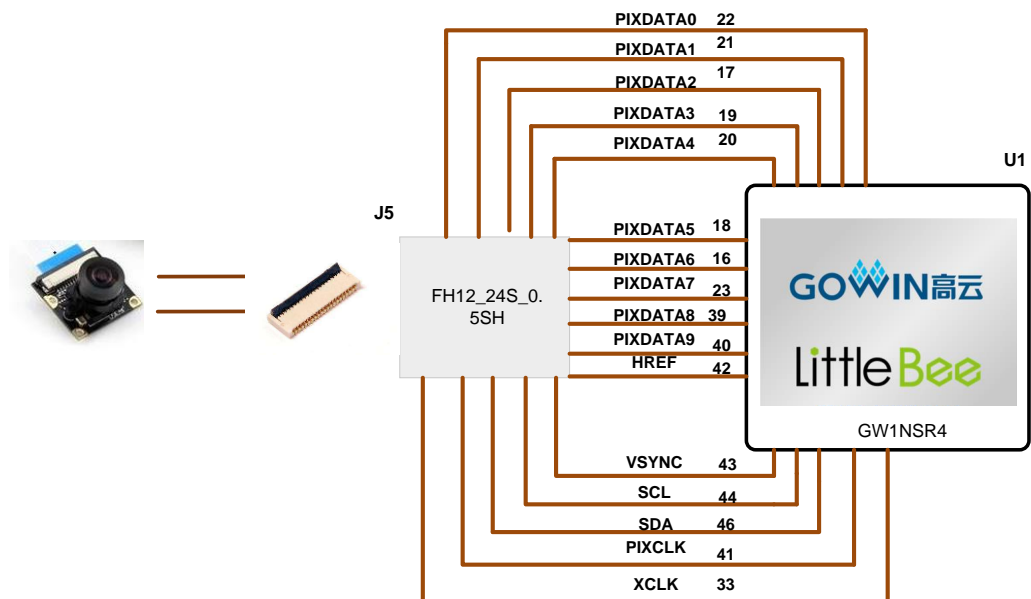 PIXDATA0 22
PIXDATA1 21
PIXDATA2 17
PIXDATA3 19
PIXDATA4 20
U1
J5
PIXDATA5 18
PIXDATA6 16
PIXDATA7 23
PIXDATA8 39
PIXDATA9 40
HREF 42
FH12_24S_0.
5SH
GOWIN高云
LittleBee
GW1NSR4
VSYNC 43
SCL 44
SDA 46
PIXCLK 41
XCLK 33